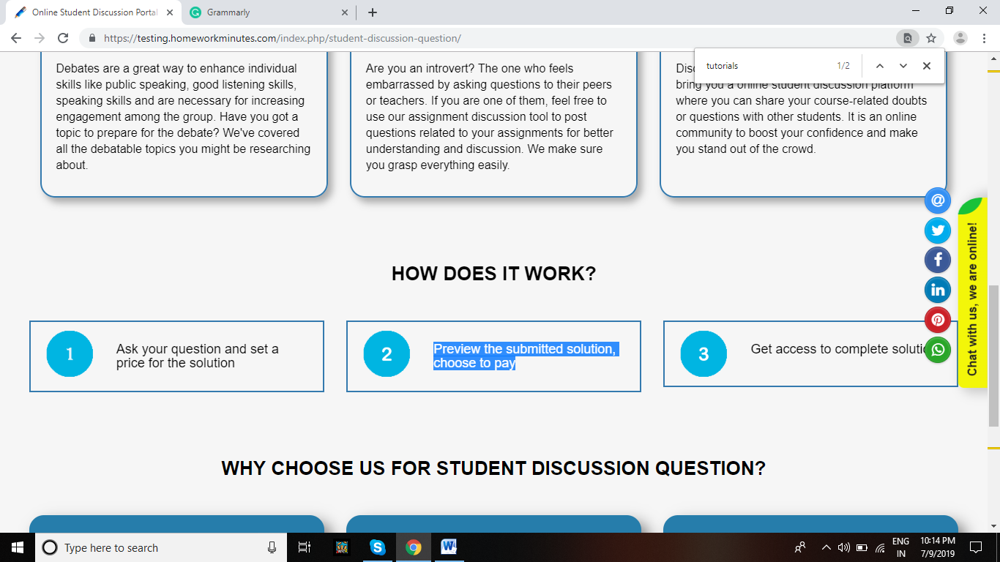 Online Student Discussion Portal
Grammarly
https://testing.homeworkminutes.com/index.php/student-discussion-question/
tutorials
1/2
Debates are a great way to enhance individual
skills like public speaking, good listening skills,
speaking skills and are necessary for increasing
engagement among the group. Have you got a
topic to prepare for the debate? We've covered
all the debatable topics you might be researching
about.
Are you an introvert? The one who feels
embarrassed by asking questions to their peers
or teachers. If you are one of them, feel free to
use our assignment discussion tool to post
questions related to your assignments for better
understanding and discussion. We make sure
you grasp everything easily.
bring you a online student discussion platform
where you can share your course-related doubts
or questions with other students. It is an online
community to boost your confidence and make
you stand out of the crowd.
Chat with us, we are online!
HOW DOES IT WORK?
1
Ask your question and set a
price for the solution
2
Preview the submitted solution,
choose to pay
3
Get access to complete
WHY CHOOSE US FOR STUDENT DISCUSSION QUESTION?
Type here to search
ENG
IN
10:14 PM
7/9/2019